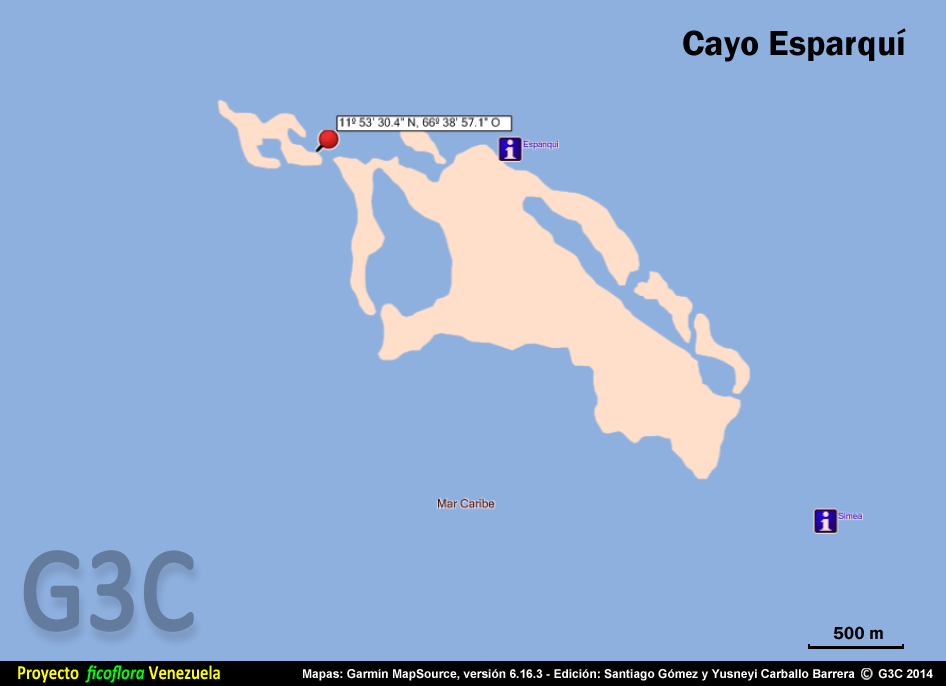 Cayo Esparquí
11º 53' 30.4" N, 66º 38' 57.1" O
Espanqui
Mar Caribe
Simea
G3C
500 m
Proyecto ficoflora Venezuela
Mapas: Garmin MapSource, versión 6.16.3 - Edición: Santiago Gómez y Yusneyi Carballo Barrera © G3C 2014